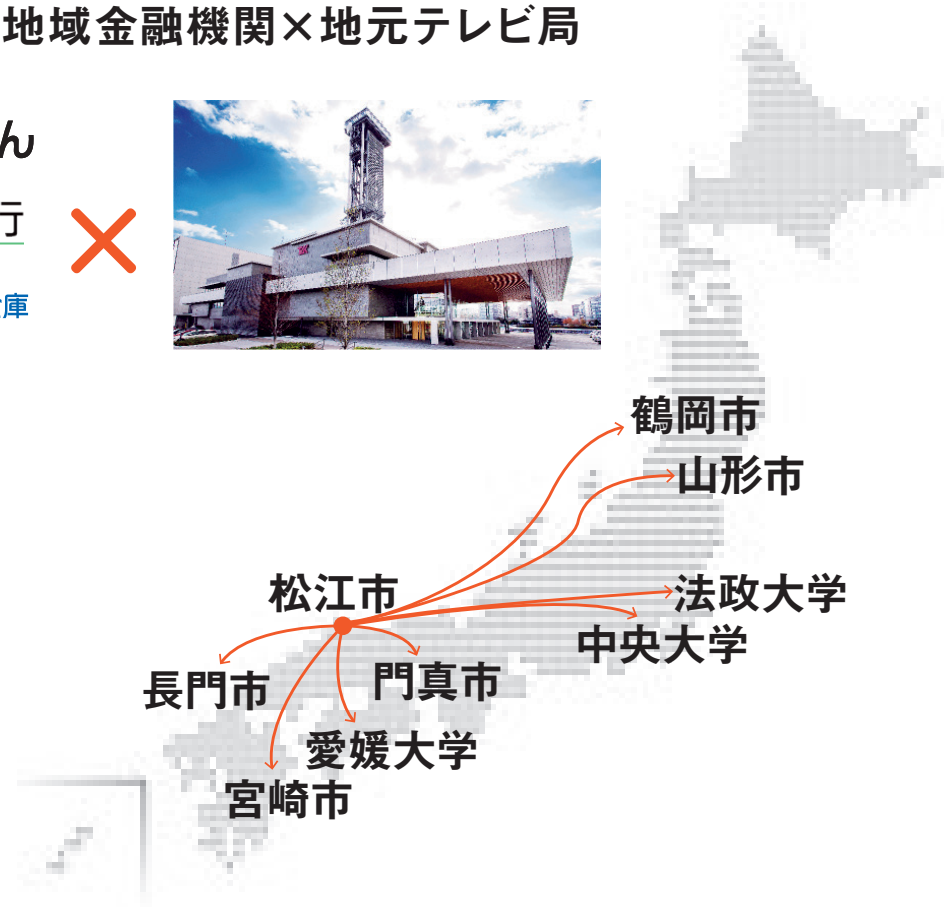 地域金融機関×地元テレビ局
ん
行
庫
鶴岡市
山形市
松江市
法政大学
中央大学
長門市
門真市
愛媛大学
宮崎市